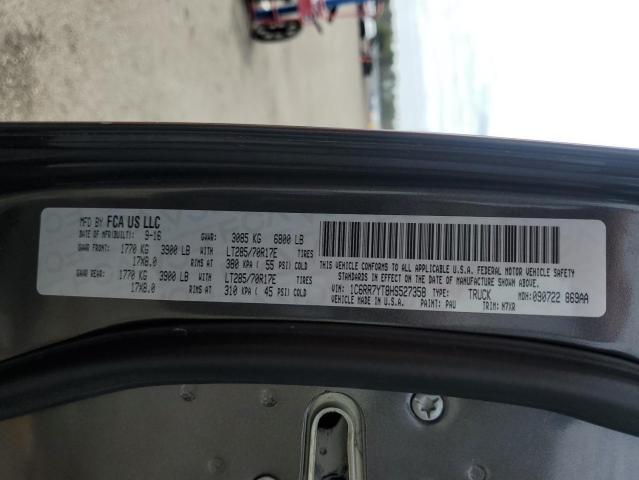 MFD BY FCA US LLC
DATE OF MFR(BUILT): 9-16 GVWR: 3085 KG 6800 LB
GAWR FRONT: 1770 KG 3900 LB WITH LT285/70R17E TIRES
17X8.0 RIMS AT 380 KPA( 55 PSI) COLD
GAWR REAR: 1770 KG 3900 LB WITH LT285/70R17E TIRES
17X8.0 RIMS AT 310 KPA( 45 PSI) COLD
THIS VEHICLE CONFORMS TO ALL APPLICABLE U.S.A. FEDERAL MOTOR VEHICLE SAFETY
STANDARDS IN EFFECT ON THE DATE OF MANUFACTURE SHOWN ABOVE.
VIN: 1C6RR7YT8HS527358 TYPE: TRUCK MDH: 090722 869AA
VEHICLE MADE IN U.S.A. PAINT: PAU TRIM: M7XR